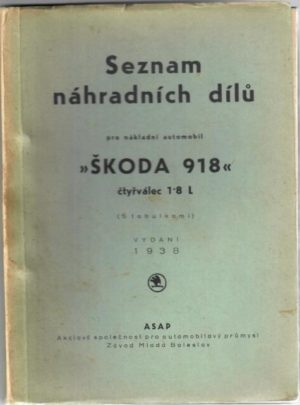 Seznam
náhradních dílů
pro nákladní automobil
»ŠKODA 918«
čtyřválec 1·8 L
(S tabulkami)
VYDÁNÍ
1938
ASAP
Akciová společnost pro automobilový průmysl
Závod Mladá Boleslav